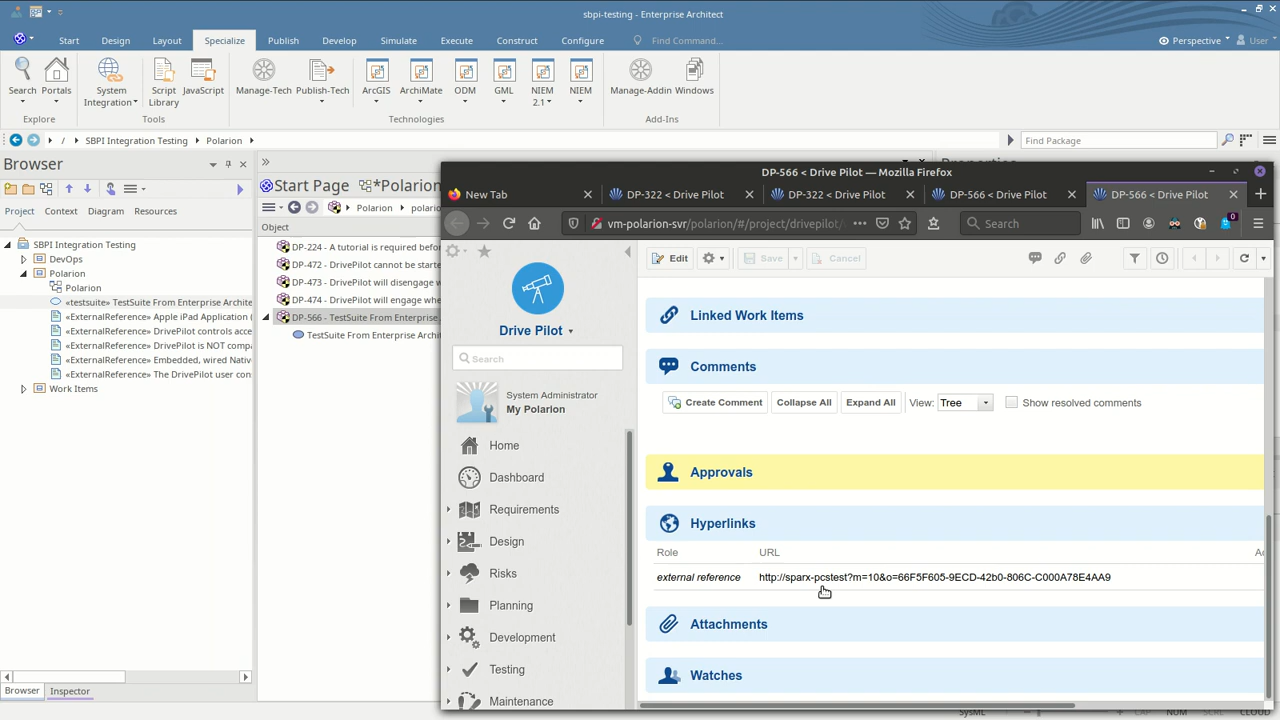 sbpi-testing - Enterprise Architect
Start Design Layout Specialize Publish Develop Simulate Execute Construct Configure Find Command... Perspective User
Search Portals System Integration Script Library JavaScript Manage-Tech Publish-Tech ArcGIS ArchiMate ODM GML NIEM 2.1 NIEM Manage-Addin Windows
Explore Tools Technologies Add-Ins
/ SBPI Integration Testing Polarion Find Package
Browser
Project Context Diagram Resources
SBPI Integration Testing
DevOps
Polarion
Polarion
«testsuite» TestSuite From Enterprise Archite
«ExternalReference» Apple iPad Application (
«ExternalReference» DrivePilot controls acce
«ExternalReference» DrivePilot is NOT compa
«ExternalReference» Embedded, wired Nativ
«ExternalReference» The DrivePilot user con
Work Items
Browser Inspector
Start Page *Polarion
Polarion polario
Object
DP-224 - A tutorial is required befor
DP-472 - DrivePilot cannot be starte
DP-473 - DrivePilot will disengage w
DP-474 - DrivePilot will engage whe
DP-566 - TestSuite From Enterprise
TestSuite From Enterprise Archi
DP-566 < Drive Pilot — Mozilla Firefox
New Tab DP-322 < Drive Pilot DP-322 < Drive Pilot DP-566 < Drive Pilot DP-566 < Drive Pilot
vm-polarion-svr/polarion/#/project/drivepilot/ Search 0
Edit Save Cancel
Drive Pilot
Search
System Administrator
My Polarion
Home
Dashboard
Requirements
Design
Risks
Planning
Development
Testing
Maintenance
Linked Work Items
Comments
Create Comment Collapse All Expand All View: Tree Show resolved comments
Approvals
Hyperlinks
Role URL Ac
external reference http://sparx-pcstest?m=10&o=66F5F605-9ECD-42b0-806C-C000A78E4AA9
Attachments
Watches
SysML CAP NUM SCRL CLOUD